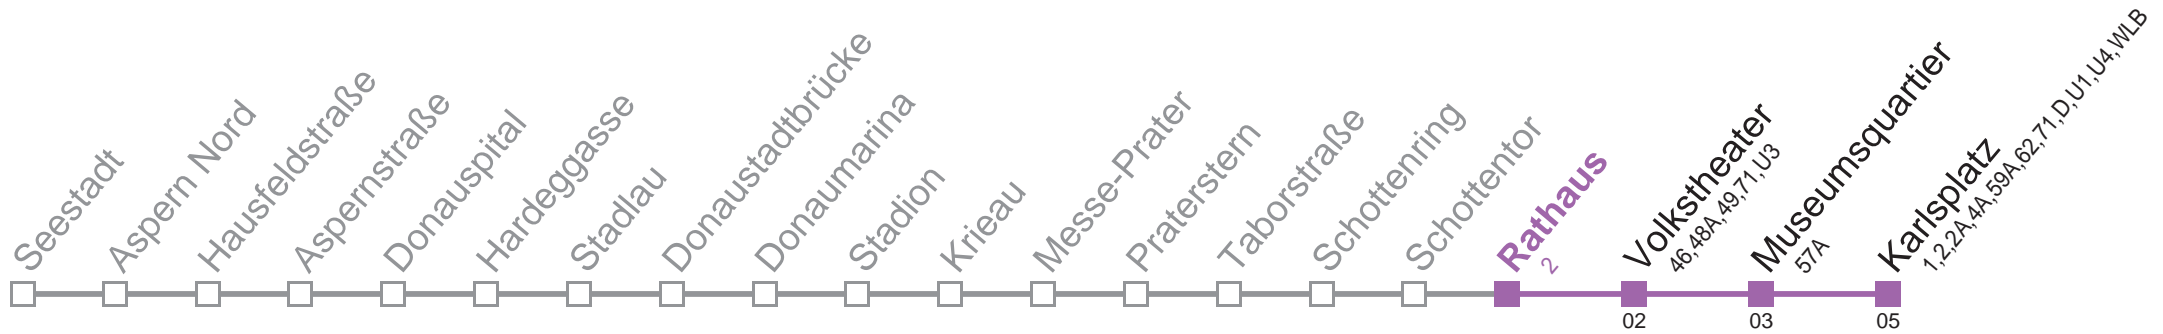 Seestadt
Aspern Nord
Hausfeldstraße
Aspernstraße
Donauspital
Hardeggasse
Stadlau
Donaustadtbrücke
Donaumarina
Stadion
Krieau
Messe-Prater
Praterstern
Taborstraße
Schottenring
Schottentor
Rathaus
2
Volkstheater
46,48A,49,71,U3
02
Museumsquartier
57A
03
Karlsplatz
1,2,2A,4A,59A,62,71,D,U1,U4,WLB
05